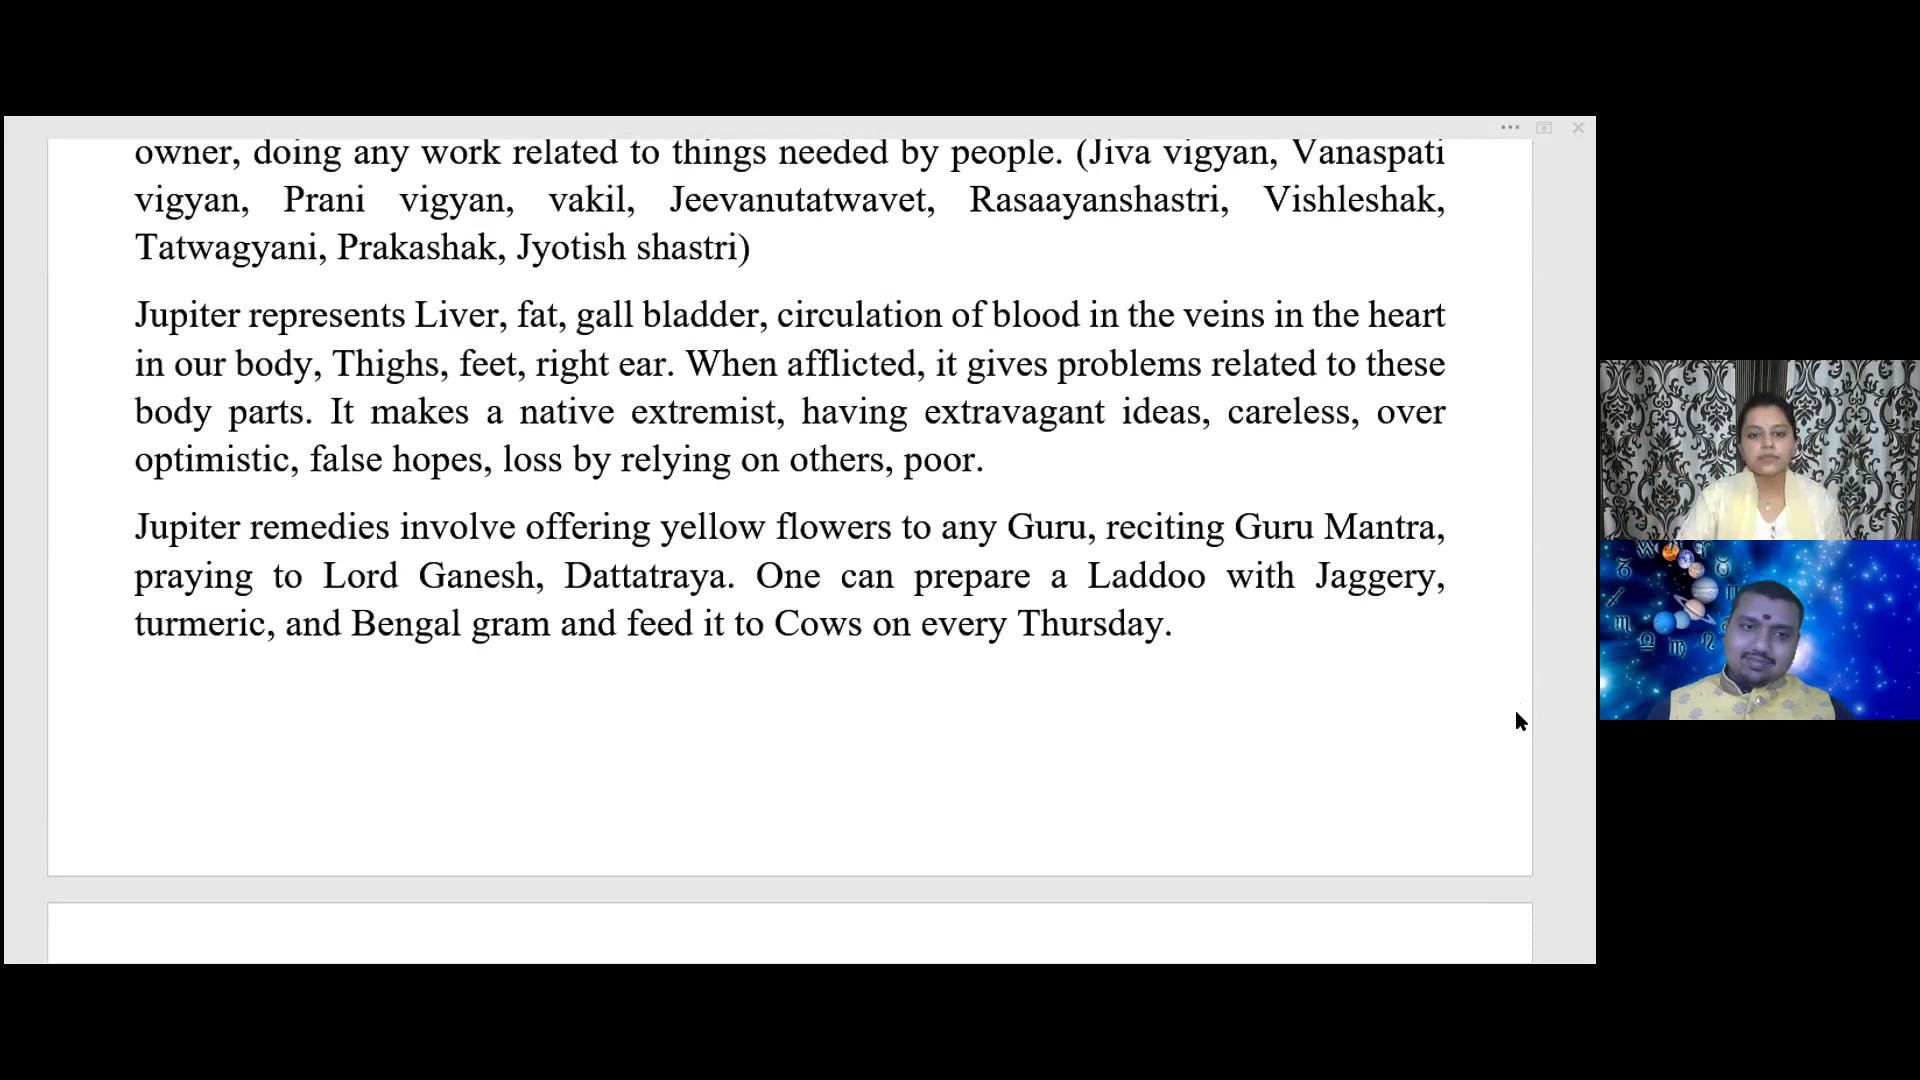 owner, doing any work related to things needed by people. (Jiva vigyan, Vanaspati
vigyan, Prani vigyan, vakil, Jeevanutatwavet, Rasaayanshastri, Vishleshak,
Tatwagyani, Prakashak, Jyotish shastri)
Jupiter represents Liver, fat, gall bladder, circulation of blood in the veins in the heart
in our body, Thighs, feet, right ear. When afflicted, it gives problems related to these
body parts. It makes a native extremist, having extravagant ideas, careless, over
optimistic, false hopes, loss by relying on others, poor.
Jupiter remedies involve offering yellow flowers to any Guru, reciting Guru Mantra,
praying to Lord Ganesh, Dattatraya. One can prepare a Laddoo with Jaggery,
turmeric, and Bengal gram and feed it to Cows on every Thursday.